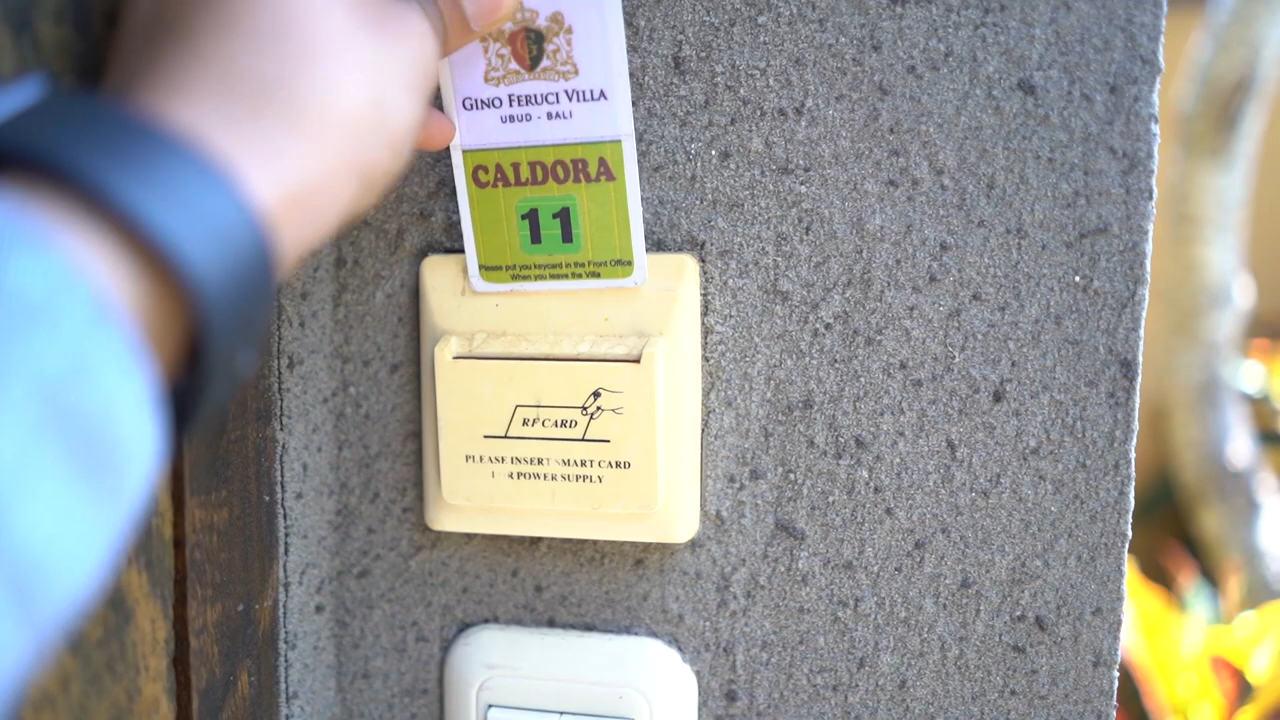 GINO FERUCI VILLA
UBUD - BALI
CALDORA
11
Please put you keycard in the Front Office
When you leave the Villa
RF CARD
PLEASE INSERT SMART CARD
POWER SUPPLY